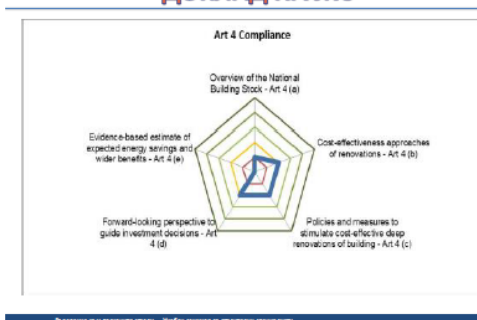 Art 4 Compliance
Overview of the National
Building Stock - Art 4 (a)
Evidence-based estimate of
expected energy savings and
wider benefits - Art 4 (e)
Cost-effectiveness approaches
of renovations - Art 4 (b)
Forward-looking perspective to
guide investment decisions - Art
4 (d)
Policies and measures to
stimulate cost-effective deep
renovations of building - Art 4 (c)